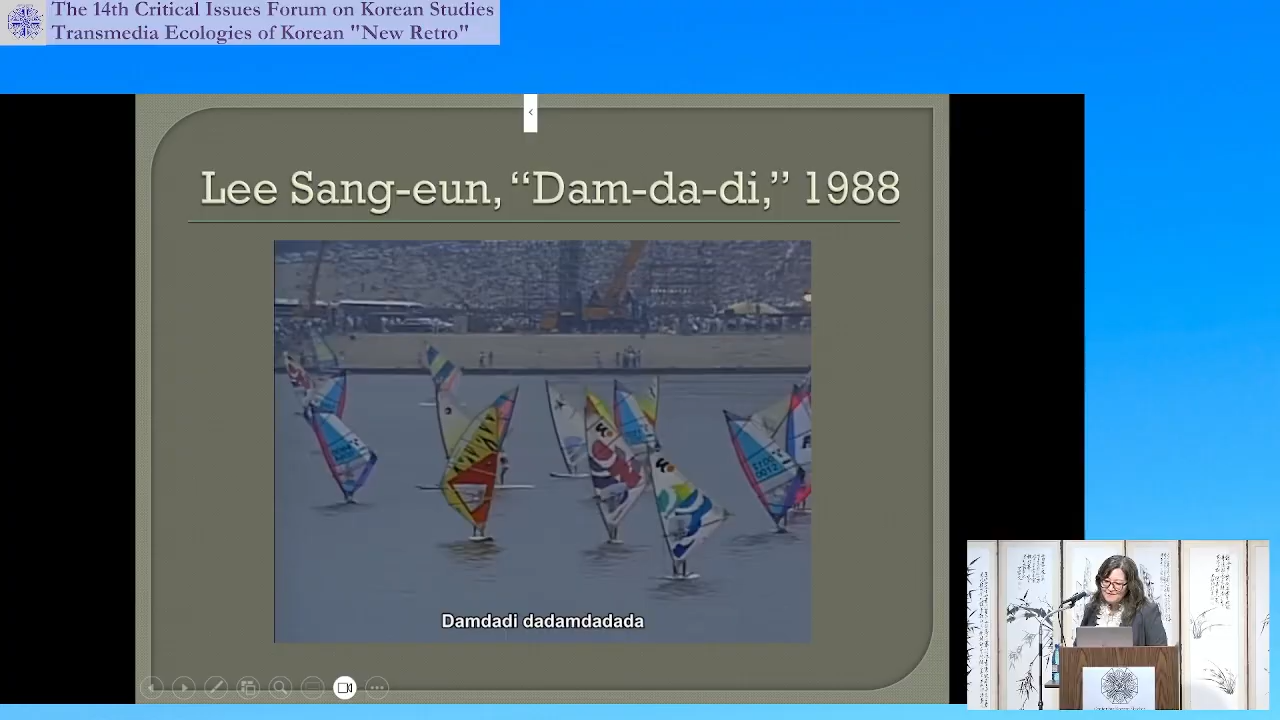 The 14th Critical Issues Forum on Korean Studies
Transmedia Ecologies of Korean "New Retro"
Lee Sang-eun, “Dam-da-di,” 1988
Damdadi dadamdadada